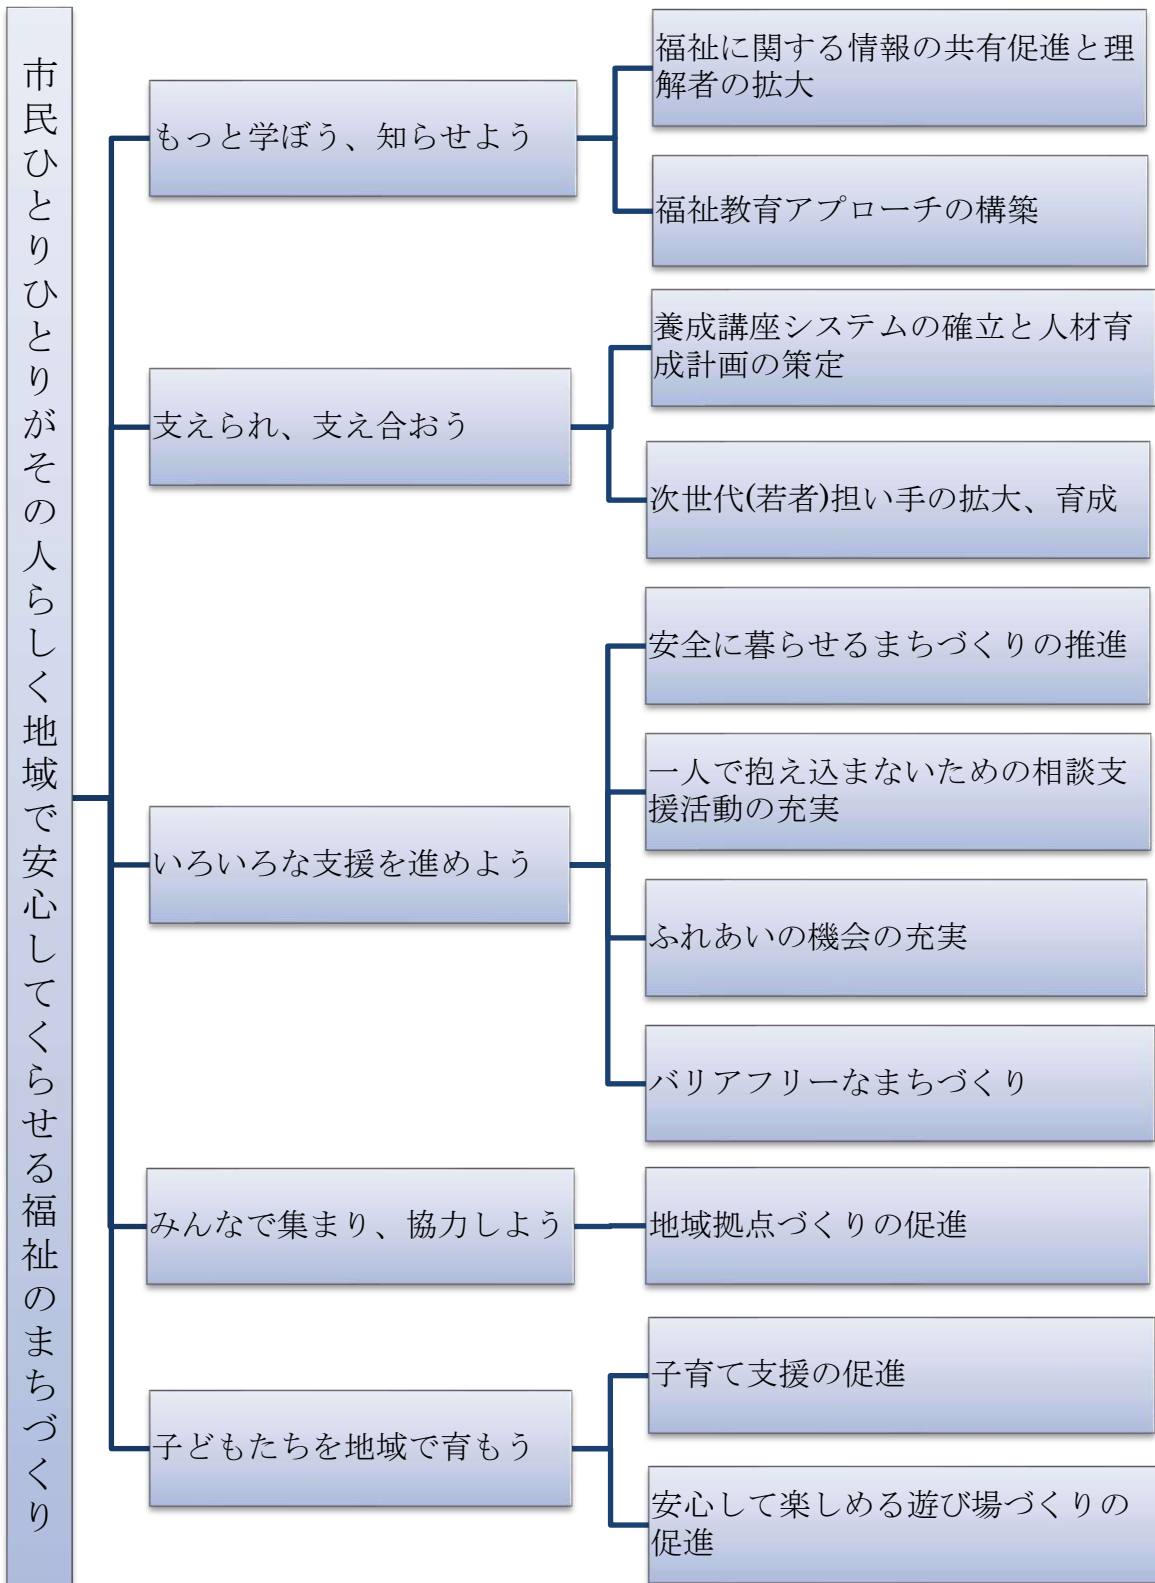 市民ひとりひとりがその人らしく地域で安心してくらせる福祉のまちづくり
もっと学ぼう、知らせよう
福祉に関する情報の共有促進と理
解者の拡大
福祉教育アプローチの構築
支えられ、支え合おう
養成講座システムの確立と人材育
成計画の策定
次世代(若者)担い手の拡大、育成
いろいろな支援を進めよう
安全に暮らせるまちづくりの推進
一人で抱え込まないための相談支
援活動の充実
ふれあいの機会の充実
バリアフリーなまちづくり
みんなで集まり、協力しよう
地域拠点づくりの促進
子どもたちを地域で育もう
子育て支援の促進
安心して楽しめる遊び場づくりの
促進